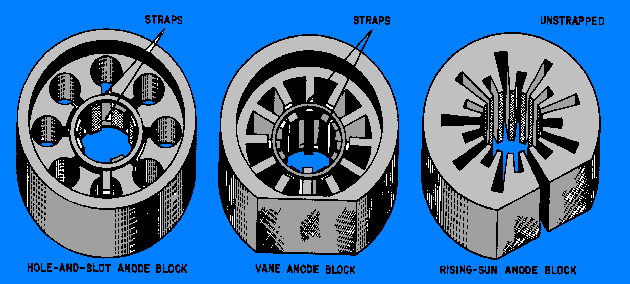 STRAPS
STRAPS
UNSTRAPPED
HOLE-AND-SLOT ANODE BLOCK
VANE ANODE BLOCK
RISING-SUN ANODE BLOCK